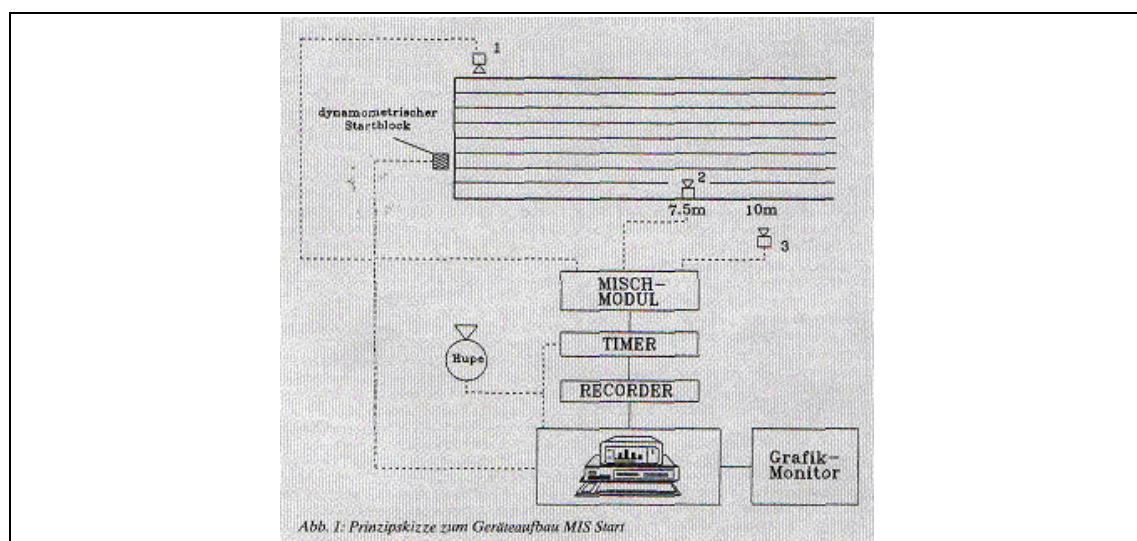 1
dynamometrischer
Startblock
2
7.5m 10m
3
MISCH-
MODUL
TIMER
Hupe
RECORDER
Grafik-
Monitor
Abb. 1: Prinzipskizze zum Geräteaufbau MIS Start